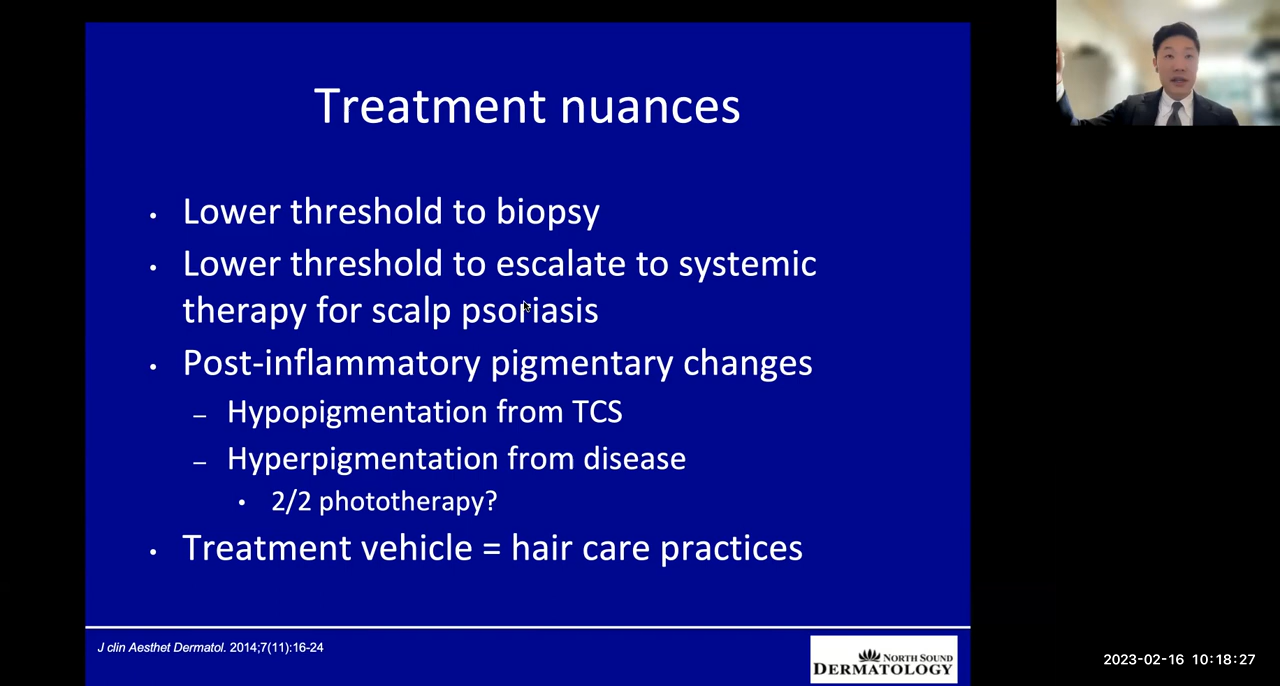 Treatment nuances
• Lower threshold to biopsy
• Lower threshold to escalate to systemic
therapy for scalp psoriasis
• Post-inflammatory pigmentary changes
– Hypopigmentation from TCS
– Hyperpigmentation from disease
• 2/2 phototherapy?
• Treatment vehicle = hair care practices
J clin Aesthet Dermatol. 2014;7(11):16-24
NORTH SOUND
DERMATOLOGY
2023-02-16 10:18:27